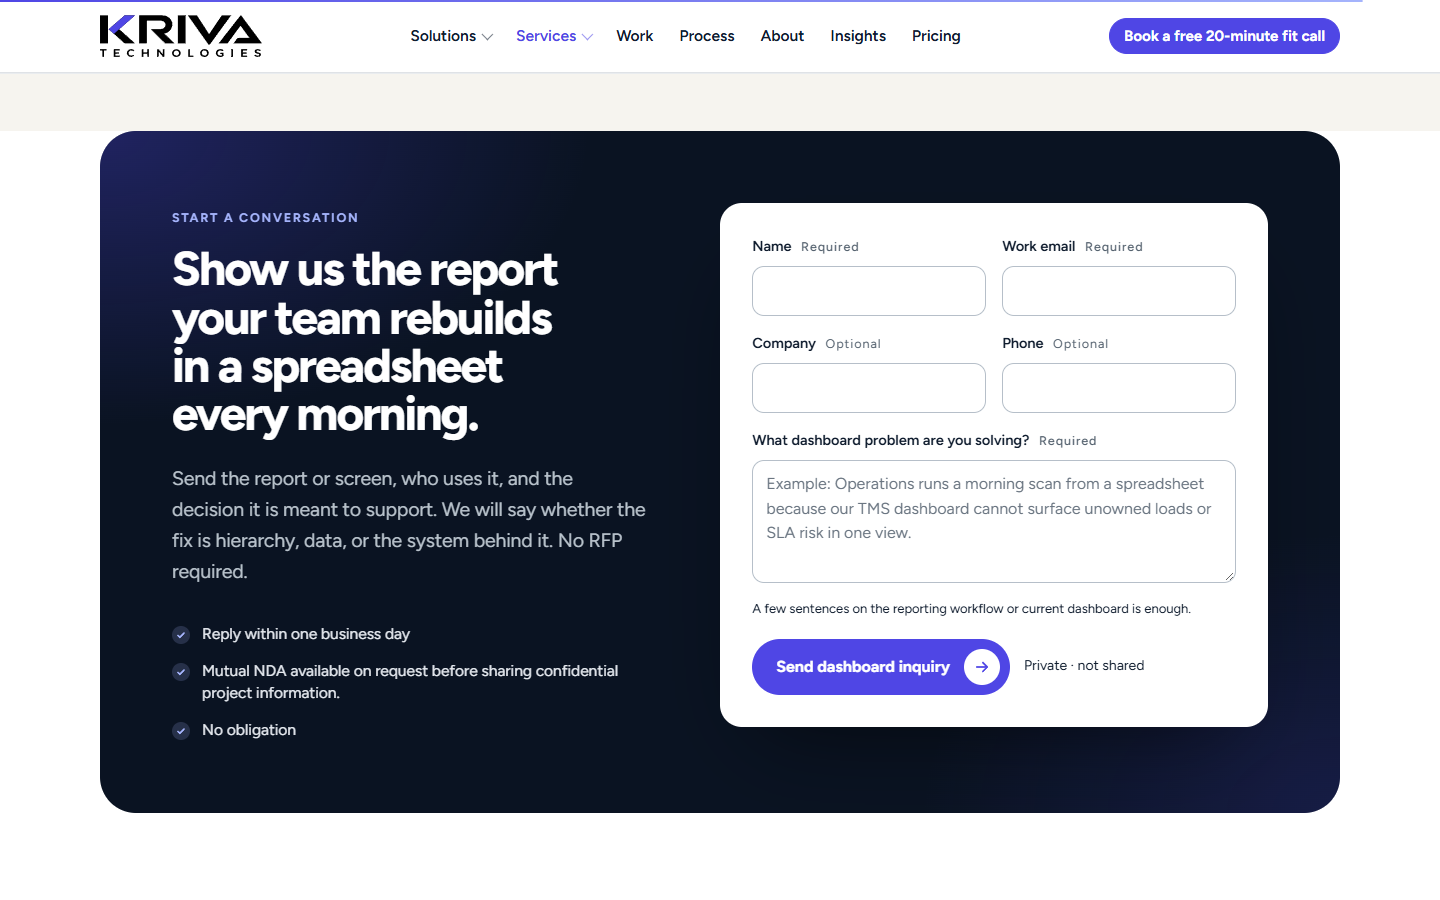 KRIVA
TECHNOLOGIES
Solutions
Services
Work
Process
About
Insights
Pricing
Book a free 20-minute fit call
START A CONVERSATION
Show us the report
your team rebuilds
in a spreadsheet
every morning.
Send the report or screen, who uses it, and the
decision it is meant to support. We will say whether the
fix is hierarchy, data, or the system behind it. No RFP
required.
Reply within one business day
Mutual NDA available on request before sharing confidential
project information.
No obligation
Name Required
Work email Required
Company Optional
Phone Optional
What dashboard problem are you solving? Required
Example: Operations runs a morning scan from a spreadsheet
because our TMS dashboard cannot surface unowned loads or
SLA risk in one view.
A few sentences on the reporting workflow or current dashboard is enough.
Send dashboard inquiry
Private · not shared